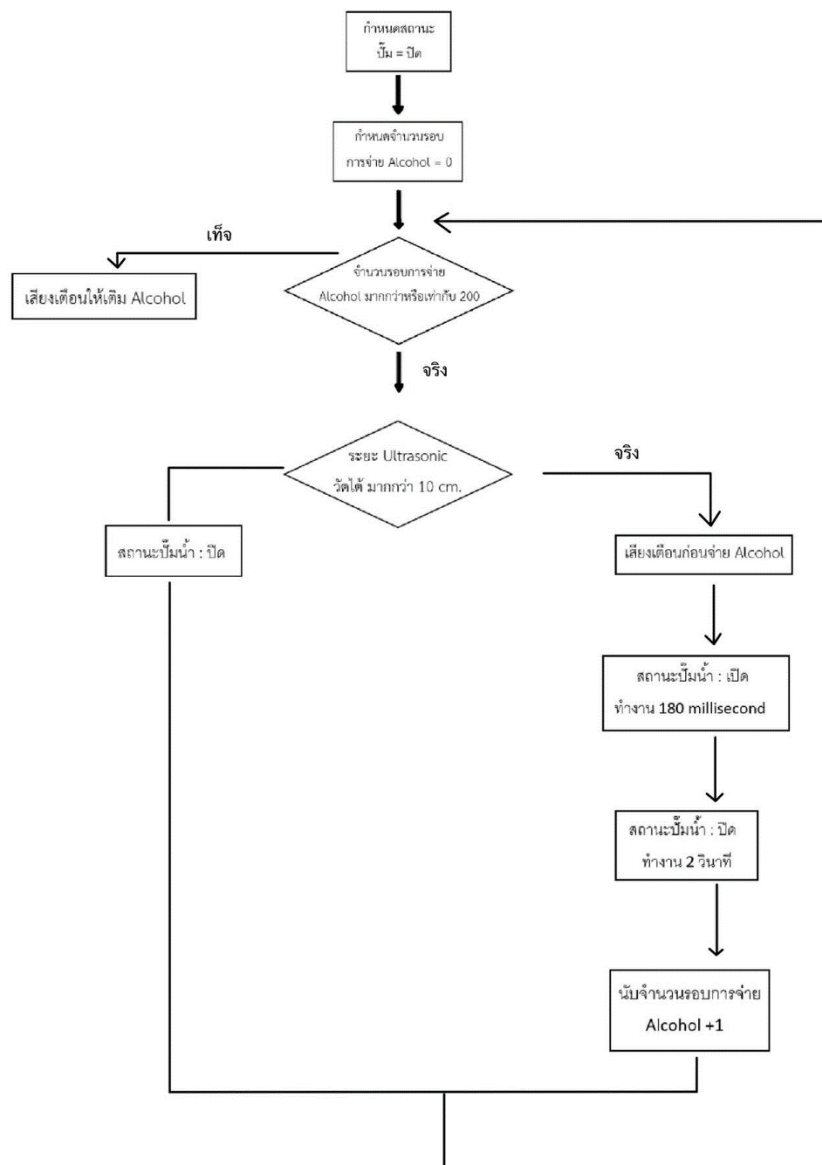 กำหนดสถานะ
ปั๊ม = ปิด
กำหนดจำนวนรอบ
การจ่าย Alcohol = 0
เท็จ
จำนวนรอบการจ่าย
Alcohol มากกว่าหรือเท่ากับ 200
เสียงเตือนให้เติม Alcohol
จริง
ระยะ Ultrasonic
วัดได้ มากกว่า 10 cm.
จริง
สถานะปั๊มน้ำ : ปิด
เสียงเตือนก่อนจ่าย Alcohol
สถานะปั๊มน้ำ : เปิด
ทำงาน 180 millisecond
สถานะปั๊มน้ำ : ปิด
ทำงาน 2 วินาที
นับจำนวนรอบการจ่าย
Alcohol +1